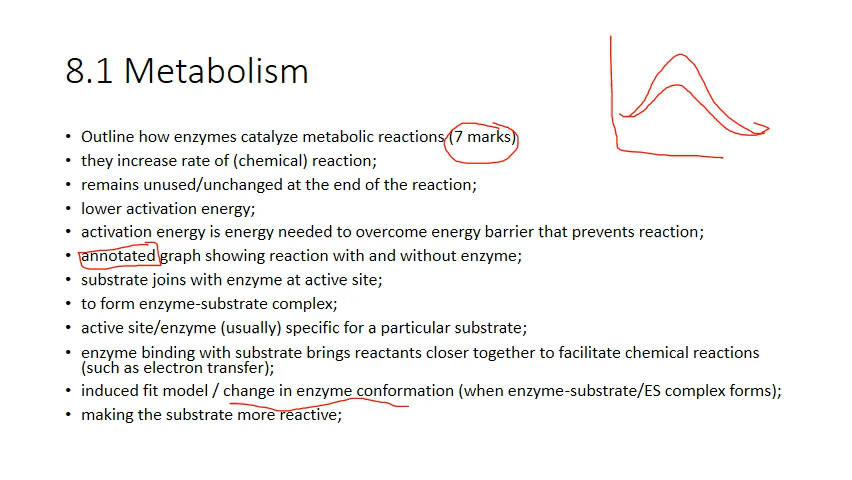 8.1 Metabolism
• Outline how enzymes catalyze metabolic reactions (7 marks)
• they increase rate of (chemical) reaction;
• remains unused/unchanged at the end of the reaction;
• lower activation energy;
• activation energy is energy needed to overcome energy barrier that prevents reaction;
• annotated graph showing reaction with and without enzyme;
• substrate joins with enzyme at active site;
• to form enzyme-substrate complex;
• active site/enzyme (usually) specific for a particular substrate;
• enzyme binding with substrate brings reactants closer together to facilitate chemical reactions
(such as electron transfer);
• induced fit model / change in enzyme conformation (when enzyme-substrate/ES complex forms);
• making the substrate more reactive;